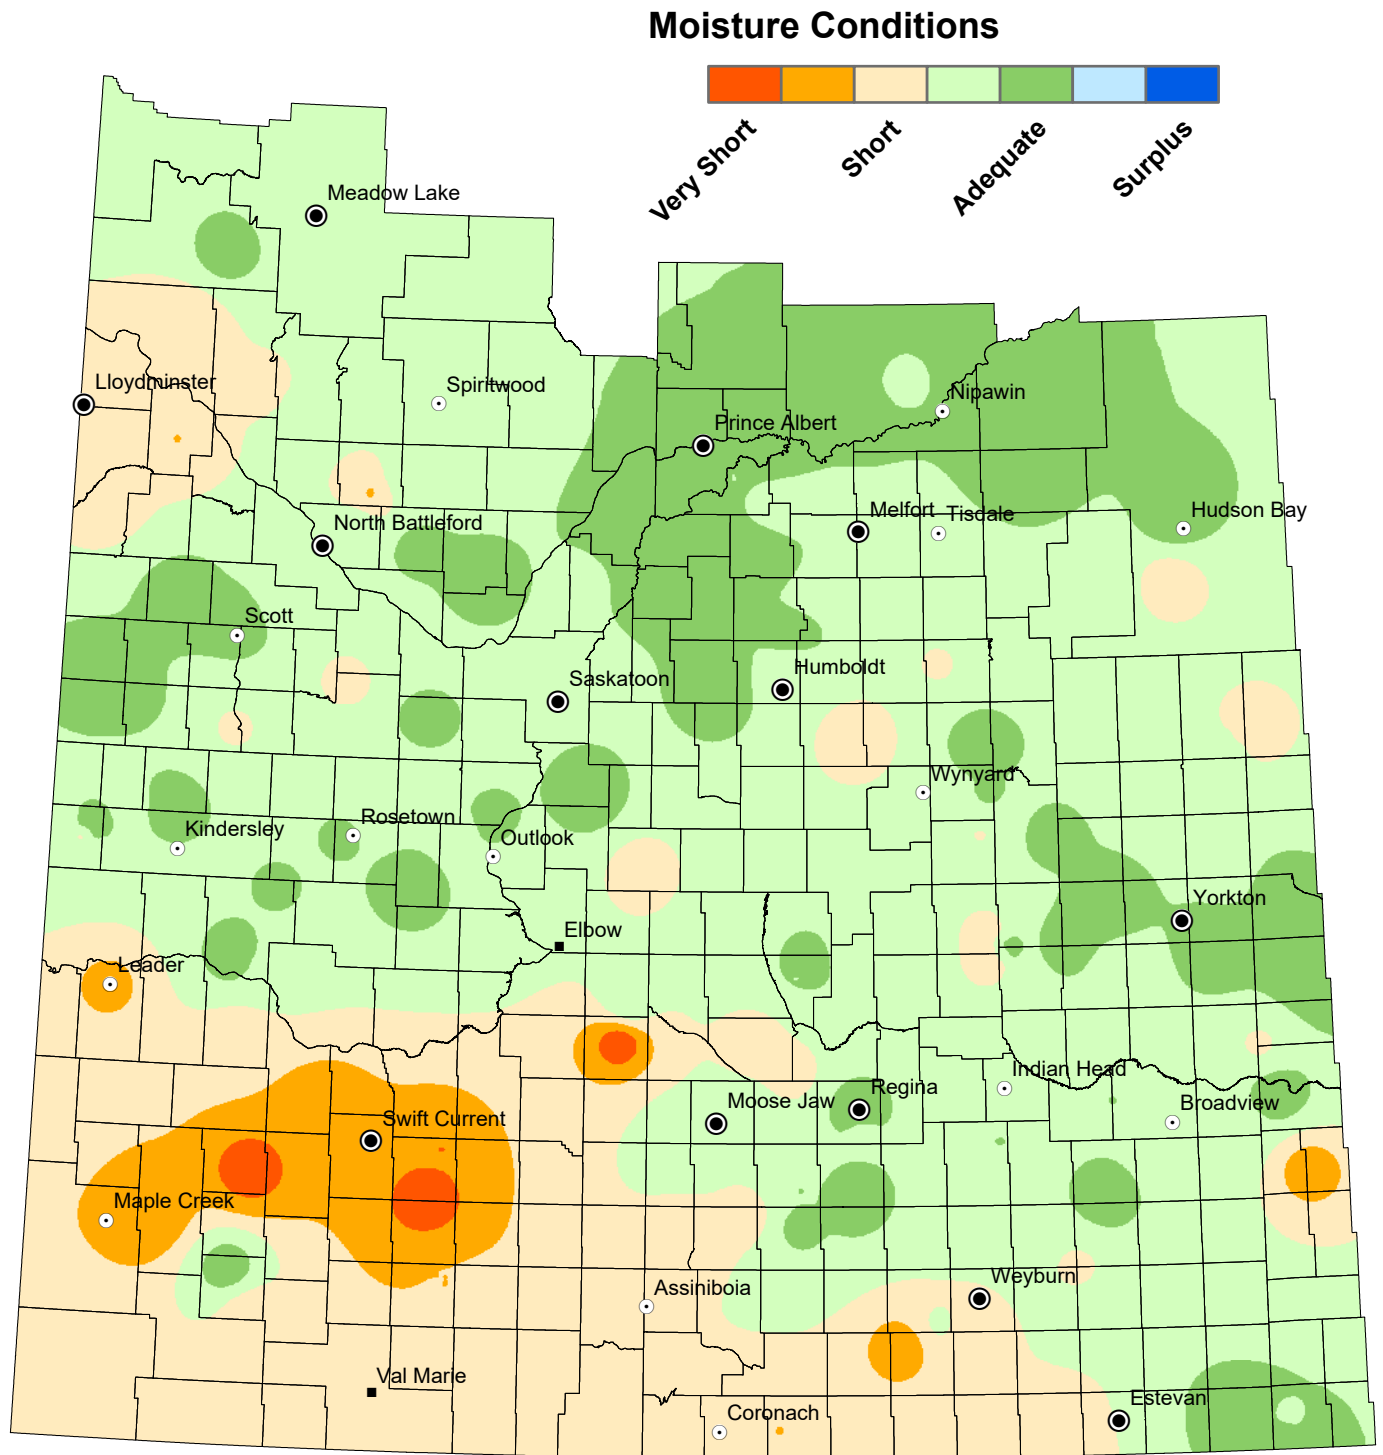 Moisture Conditions
Very Short
Short
Adequate
Surplus
Meadow Lake
Lloydminster
Spiritwood
Nipawin
Prince Albert
North Battleford
Melfort
Tisdale
Hudson Bay
Scott
Saskatoon
Humboldt
Wynyard
Kindersley
Rosetown
Outlook
Yorkton
Elbow
Leader
Indian Head
Regina
Moose Jaw
Broadview
Swift Current
Maple Creek
Assiniboia
Weyburn
Val Marie
Estevan
Coronach